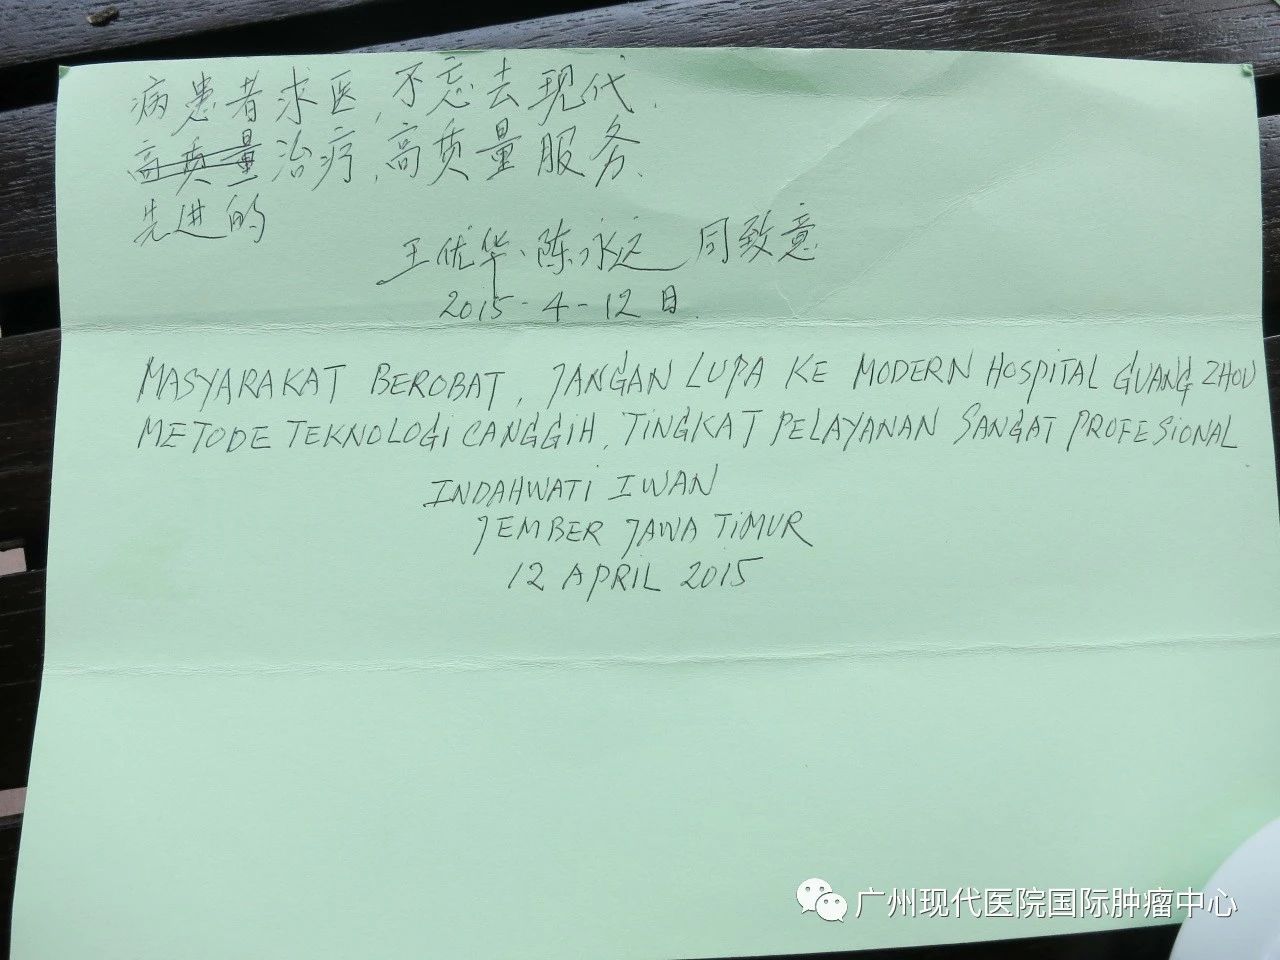 病患者求医,不忘去现代.
高质量治疗,高质量服务.
先进的
王优华、陈永远 同致意
2015-4-12日.
MASYARAKAT BEROBAT, JANGAN LUPA KE MODERN HOSPITAL GUANG ZHOU
METODE TEKNOLOGI CANGGIH, TINGKAT PELAYANAN SANGAT PROFESIONAL
INDAHWATI IWAN
JEMBER JAWA TIMUR
12 APRIL 2015
广州现代医院国际肿瘤中心